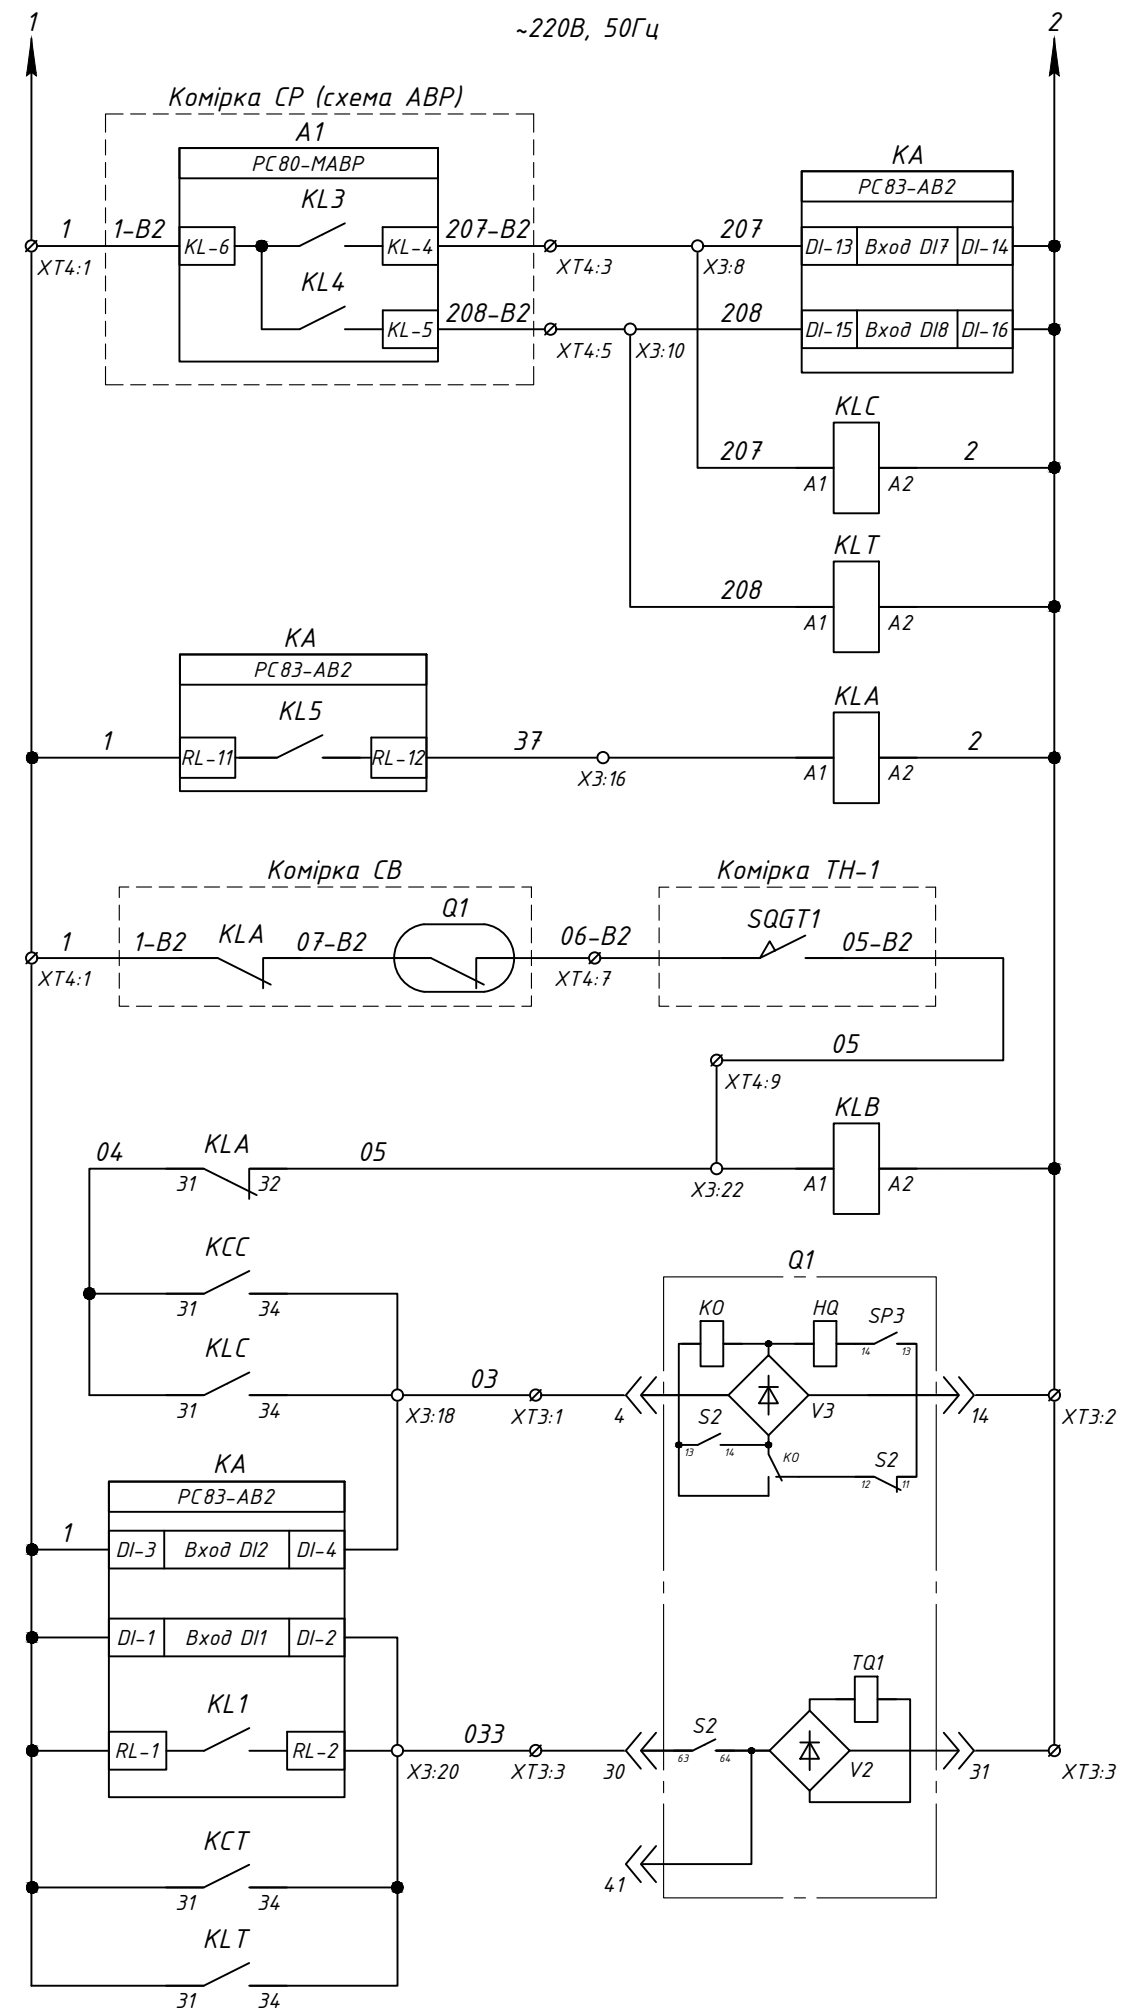 1
~220В, 50Гц
2
Комірка СР (схема АВР)
A1
РС80-МАВР
KA
РС83-АВ2
KL3
1
1-B2
KL-6
KL-4
207-B2
207
DI-13
Вход DI7
DI-14
XT4:1
XT4:3
X3:8
KL4
KL-5
208-B2
208
DI-15
Вход DI8
DI-16
XT4:5
X3:10
KLC
207
2
A1
A2
KLT
208
A1
A2
KA
РС83-АВ2
KL5
KLA
1
RL-11
RL-12
37
2
X3:16
A1
A2
Комірка СВ
Комірка ТН-1
Q1
SQGT1
1
1-B2
KLA
07-B2
06-B2
05-B2
XT4:1
XT4:7
05
XT4:9
KLB
04
KLA
05
31
32
X3:22
A1
A2
KCC
31
34
Q1
KO
HQ
SP3
14
13
KLC
03
31
34
X3:18
XT3:1
4
V3
14
XT3:2
S2
13
14
KO
S2
12
11
KA
РС83-АВ2
1
DI-3
Вход DI2
DI-4
DI-1
Вход DI1
DI-2
TQ1
KL1
RL-1
RL-2
033
S2
63
64
X3:20
XT3:3
30
V2
31
XT3:3
KCT
31
34
41
KLT
31
34